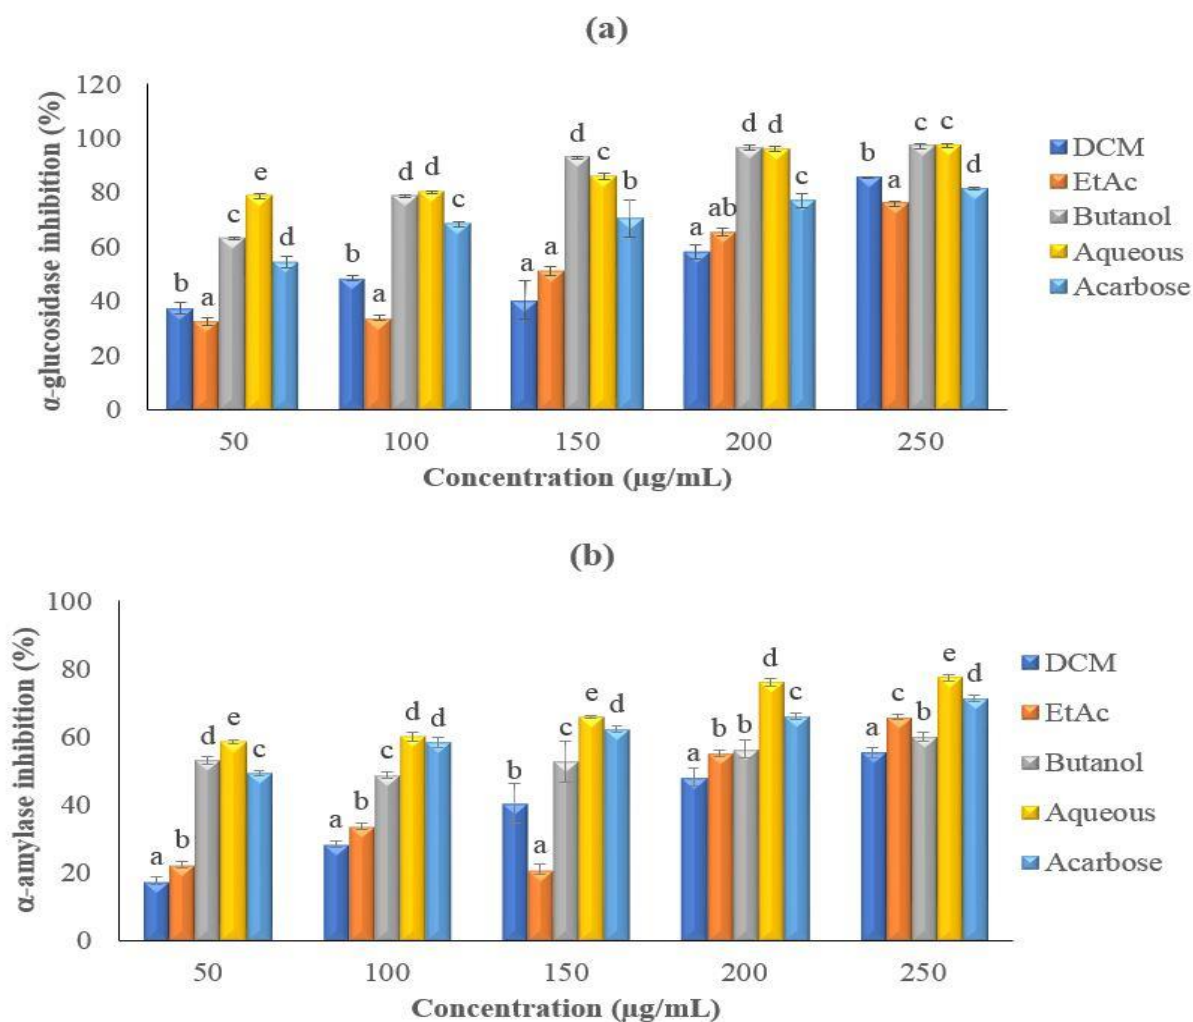 (a)
α-glucosidase inhibition (%)
120
100
80
60
40
20
0
b a c e d
b a d d c
a a d c b
a ab d d c
b a c c d
50 100 150 200 250
Concentration (µg/mL)
DCM
EtAc
Butanol
Aqueous
Acarbose
(b)
α-amylase inhibition (%)
100
80
60
40
20
0
a b d e c
a b c d d
b a c e d
a b b d c
a c b e d
50 100 150 200 250
Concentration (µg/mL)
DCM
EtAc
Butanol
Aqueous
Acarbose